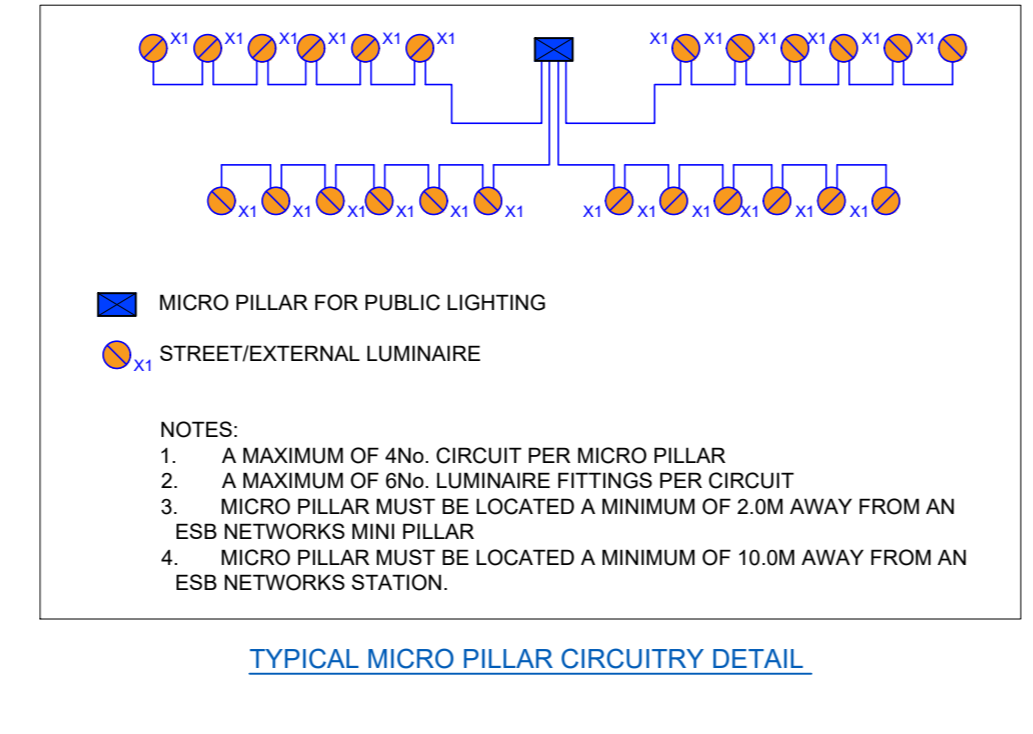 X1 X1 X1 X1 X1 X1 X1 X1 X1 X1 X1 X1
X1 X1 X1 X1 X1 X1 X1 X1 X1 X1 X1 X1
MICRO PILLAR FOR PUBLIC LIGHTING
X1 STREET/EXTERNAL LUMINAIRE
NOTES:
1. A MAXIMUM OF 4No. CIRCUIT PER MICRO PILLAR
2. A MAXIMUM OF 6No. LUMINAIRE FITTINGS PER CIRCUIT
3. MICRO PILLAR MUST BE LOCATED A MINIMUM OF 2.0M AWAY FROM AN
ESB NETWORKS MINI PILLAR
4. MICRO PILLAR MUST BE LOCATED A MINIMUM OF 10.0M AWAY FROM AN
ESB NETWORKS STATION.
TYPICAL MICRO PILLAR CIRCUITRY DETAIL